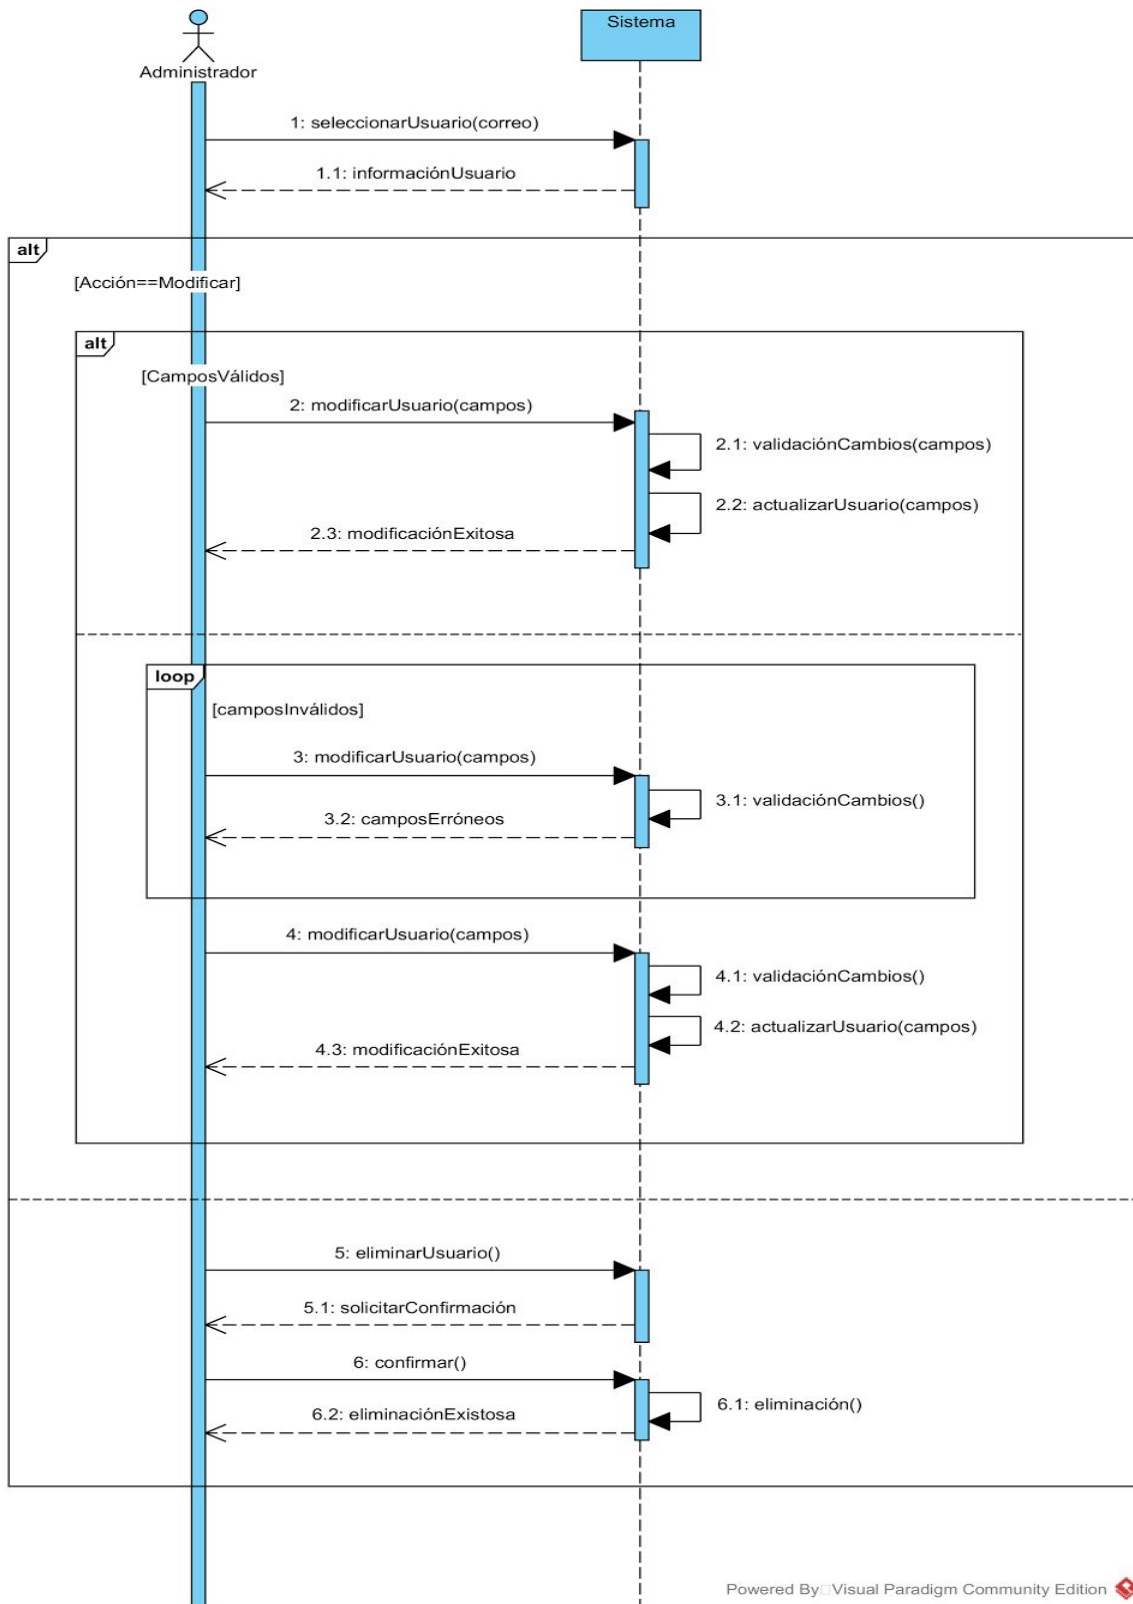 Sistema
Administrador
1: seleccionarUsuario(correo)
1.1: informaciónUsuario
alt
[Acción==Modificar]
alt
[CamposVálidos]
2: modificarUsuario(campos)
2.1: validaciónCambios(campos)
2.2: actualizarUsuario(campos)
2.3: modificaciónExitosa
loop
[camposInválidos]
3: modificarUsuario(campos)
3.1: validaciónCambios()
3.2: camposErróneos
4: modificarUsuario(campos)
4.1: validaciónCambios()
4.2: actualizarUsuario(campos)
4.3: modificaciónExitosa
5: eliminarUsuario()
5.1: solicitarConfirmación
6: confirmar()
6.1: eliminación()
6.2: eliminaciónExistosa
Powered By Visual Paradigm Community Edition